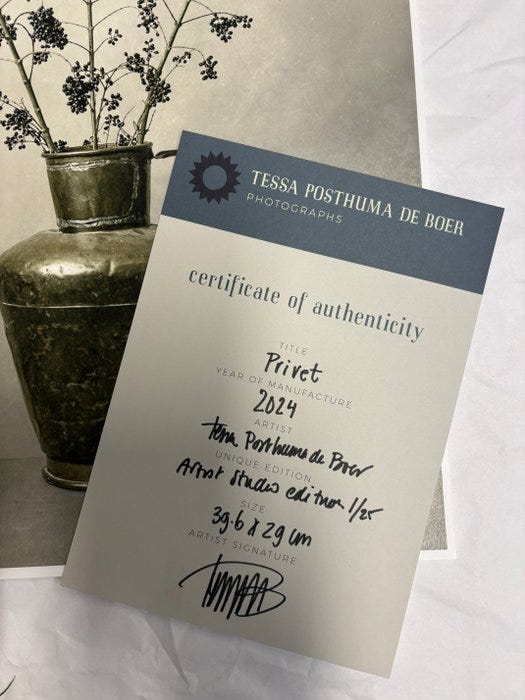 TESSA POSTHUMA DE BOER
PHOTOGRAPHS
certificate of authenticity
TITLE
Privet
YEAR OF MANUFACTURE
2024
ARTIST
Tessa Posthuma de Boer
UNIQUE EDITION
Artist Studio edition 1/25
SIZE
39.6 x 29 cm
ARTIST SIGNATURE